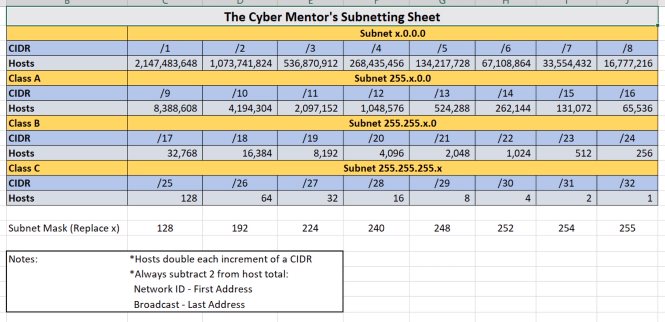 The Cyber Mentor's Subnetting Sheet
Subnet x.0.0.0
CIDR /1 /2 /3 /4 /5 /6 /7 /8
Hosts 2,147,483,648 1,073,741,824 536,870,912 268,435,456 134,217,728 67,108,864 33,554,432 16,777,216
Class A Subnet 255.x.0.0
CIDR /9 /10 /11 /12 /13 /14 /15 /16
Hosts 8,388,608 4,194,304 2,097,152 1,048,576 524,288 262,144 131,072 65,536
Class B Subnet 255.255.x.0
CIDR /17 /18 /19 /20 /21 /22 /23 /24
Hosts 32,768 16,384 8,192 4,096 2,048 1,024 512 256
Class C Subnet 255.255.255.x
CIDR /25 /26 /27 /28 /29 /30 /31 /32
Hosts 128 64 32 16 8 4 2 1
Subnet Mask (Replace x) 128 192 224 240 248 252 254 255
Notes: *Hosts double each increment of a CIDR
*Always subtract 2 from host total:
Network ID - First Address
Broadcast - Last Address